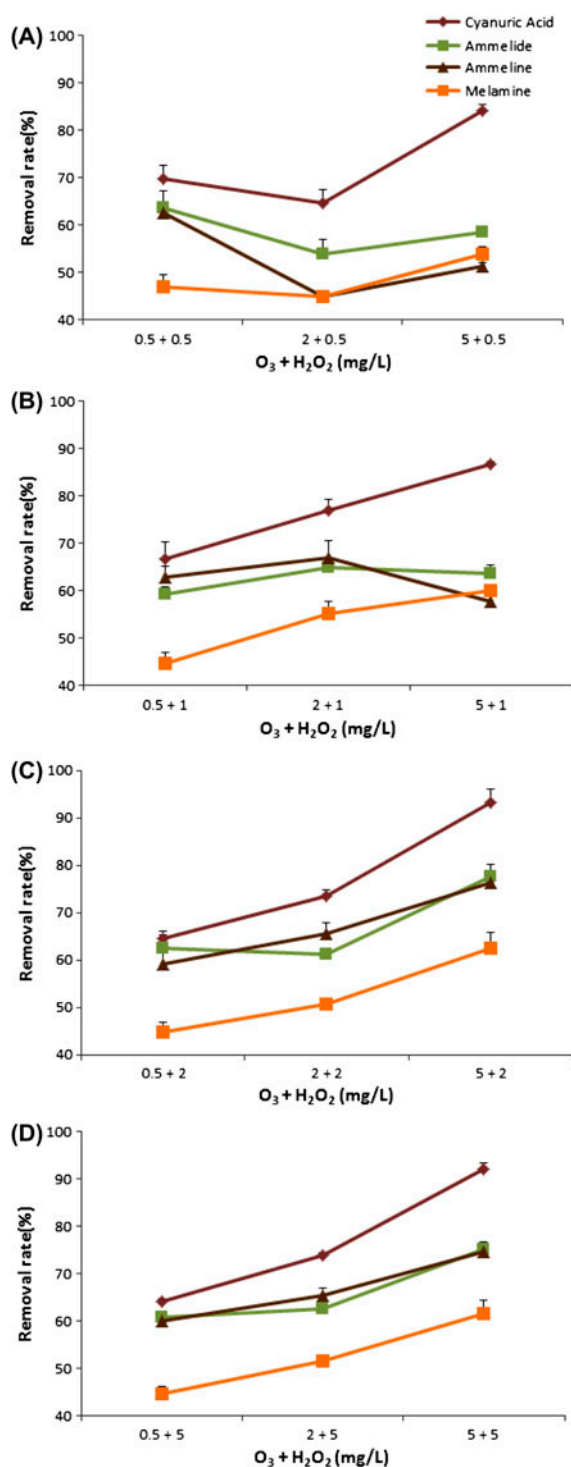 (A)
Cyanuric Acid
Ammelide
Ammeline
Melamine
100
90
80
70
60
50
40
Removal rate(%)
0.5 + 0.5
2 + 0.5
5 + 0.5
O₃ + H₂O₂ (mg/L)
(B)
100
90
80
70
60
50
40
Removal rate(%)
0.5 + 1
2 + 1
5 + 1
O₃ + H₂O₂ (mg/L)
(C)
100
90
80
70
60
50
40
Removal rate(%)
0.5 + 2
2 + 2
5 + 2
O₃ + H₂O₂ (mg/L)
(D)
100
90
80
70
60
50
40
Removal rate(%)
0.5 + 5
2 + 5
5 + 5
O₃ + H₂O₂ (mg/L)